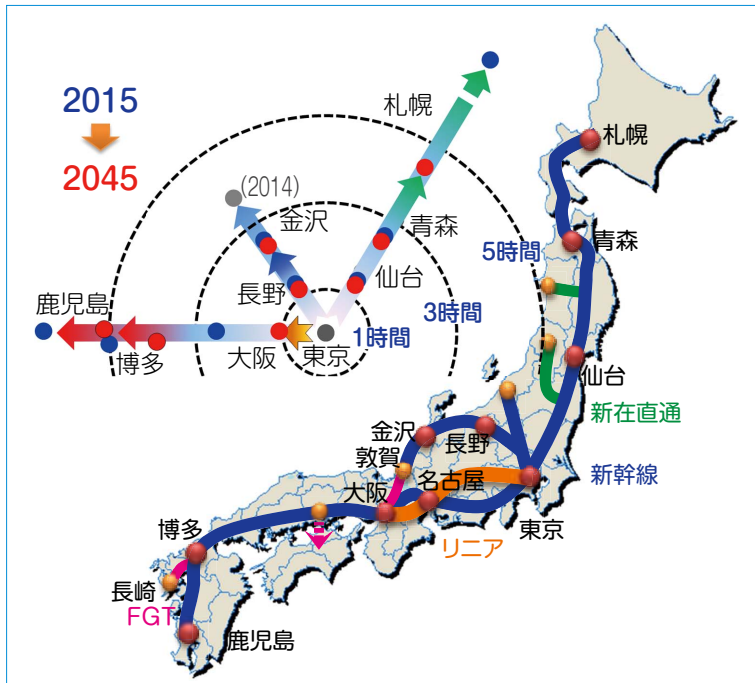 2015
2045
札幌
(2014)
金沢
青森
長野
仙台
鹿児島
博多
大阪
東京
1時間
3時間
5時間
札幌
青森
仙台
新在直通
金沢
長野
敦賀
名古屋
大阪
新幹線
東京
リニア
博多
長崎
FGT
鹿児島